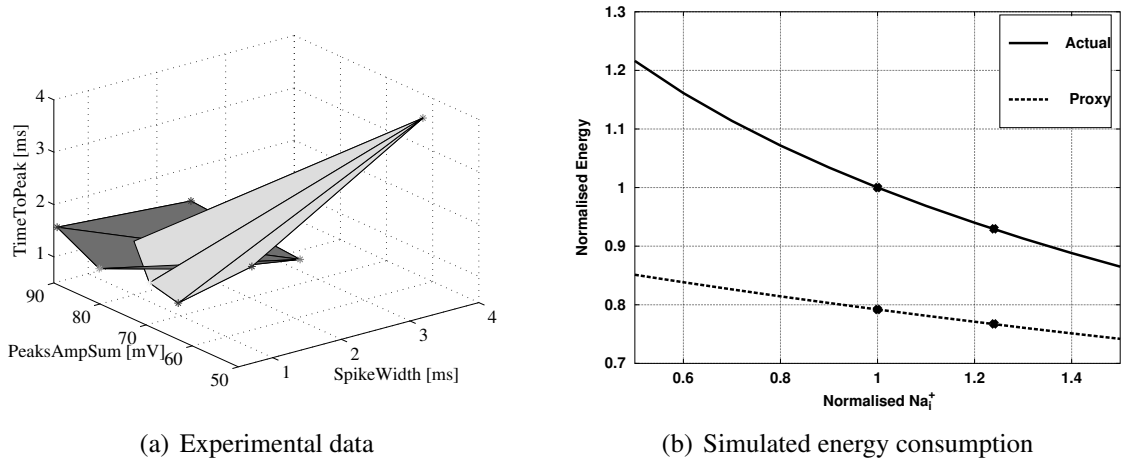 4
3
2
1
TimeToPeak [ms]
90
80
70
60
50
PeaksAmpSum [mV]
1
2
3
4
SpikeWidth [ms]
(a) Experimental data
1.3
1.2
1.1
1
0.9
0.8
0.7
Normalised Energy
0.6
0.8
1
1.2
1.4
Normalised Na_i^+
Actual
Proxy
(b) Simulated energy consumption